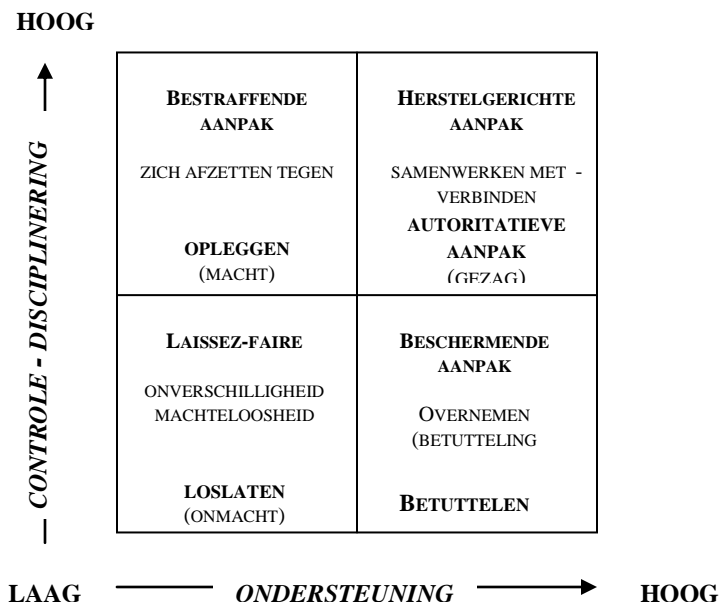 HOOG
CONTROLE - DISCIPLINERING
BESTRAFFENDE
AANPAK
ZICH AFZETTEN TEGEN
OPLEGGEN
(MACHT)
HERSTELGERICHTE
AANPAK
SAMENWERKEN MET -
VERBINDEN
AUTORITATIEVE
AANPAK
(GEZAG)
LAISSEZ-FAIRE
ONVERSCHILLIGHEID
MACHTELOOSHEID
LOSLATEN
(ONMACHT)
BESCHERMENDE
AANPAK
OVERNEMEN
(BETUTTELING
BETUTTELEN
LAAG
ONDERSTEUNING
HOOG